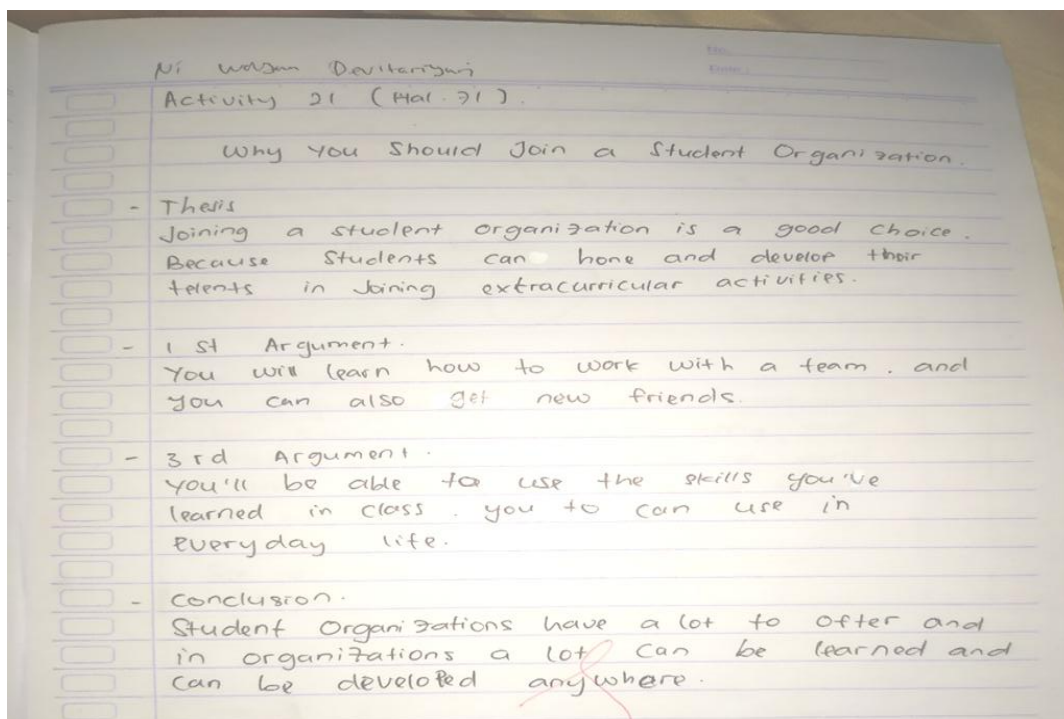 Ni Wayan Devitariyani
Activity 21 (Hal. 71).
Why You Should Join a Student Organization.
- Thesis
Joining a student organization is a good choice.
Because Students can hone and develop their
telents in Joining extracurricular activities.
- 1 st Argument.
You will learn how to work with a team. and
you can also get new friends.
- 3 rd Argument.
You'll be able to use the skills you've
learned in class. you to can use in
everyday life.
- Conclusion.
Student Organizations have a lot to offer and
in organizations a lot can be learned and
can be developed anywhere.